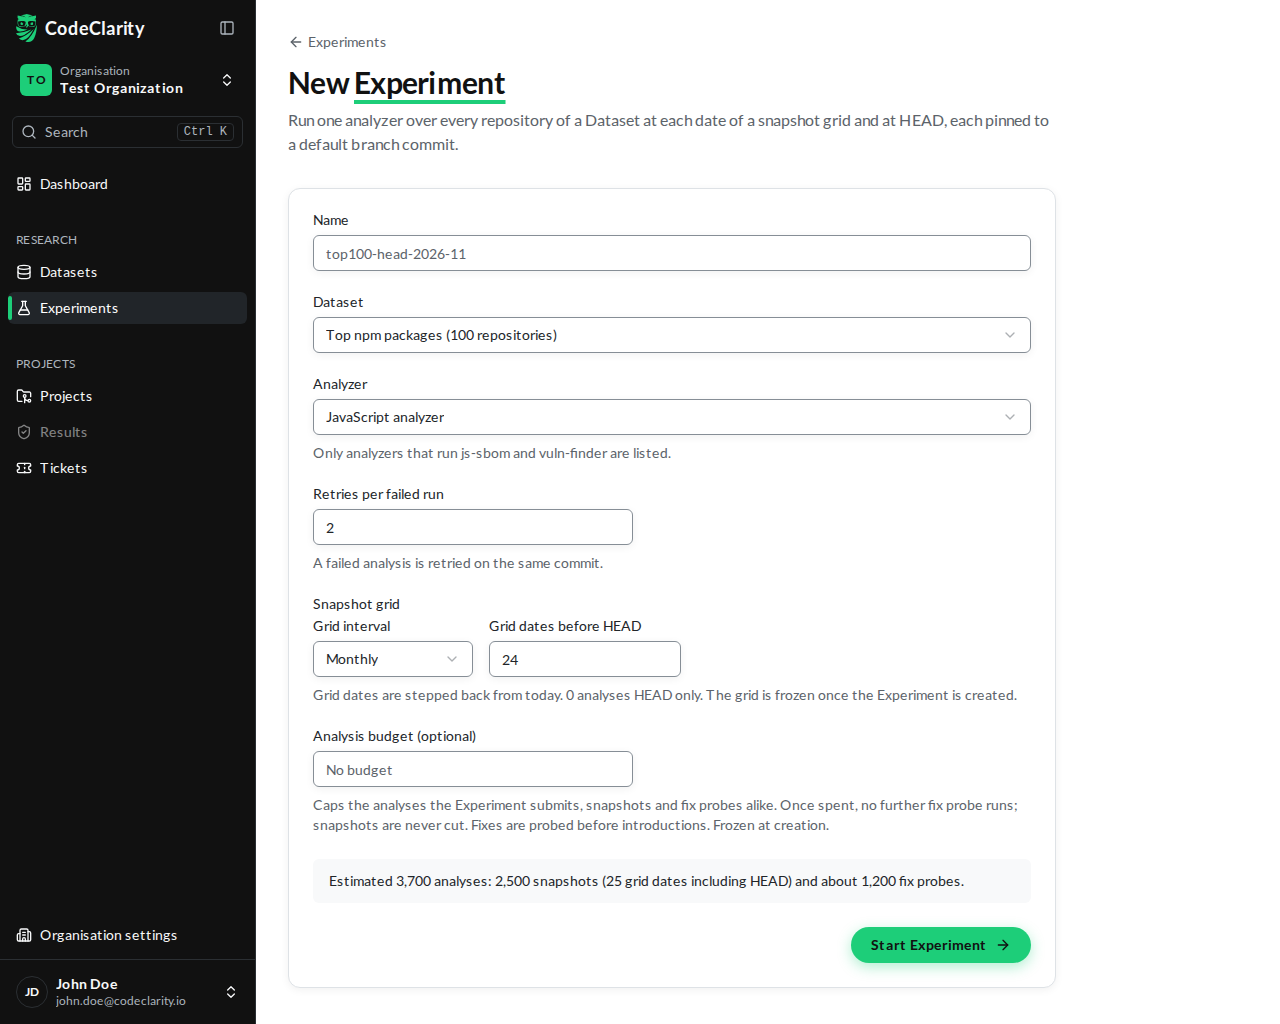 CodeClarity
TO
Organisation
Test Organization
Search
Ctrl K
Dashboard
RESEARCH
Datasets
Experiments
PROJECTS
Projects
Results
Tickets
Organisation settings
JD
John Doe
john.doe@codeclarity.io
Experiments
New Experiment
Run one analyzer over every repository of a Dataset at each date of a snapshot grid and at HEAD, each pinned to
a default branch commit.
Name
top100-head-2026-11
Dataset
Top npm packages (100 repositories)
Analyzer
JavaScript analyzer
Only analyzers that run js-sbom and vuln-finder are listed.
Retries per failed run
2
A failed analysis is retried on the same commit.
Snapshot grid
Grid interval
Grid dates before HEAD
Monthly
24
Grid dates are stepped back from today. 0 analyses HEAD only. The grid is frozen once the Experiment is created.
Analysis budget (optional)
No budget
Caps the analyses the Experiment submits, snapshots and fix probes alike. Once spent, no further fix probe runs;
snapshots are never cut. Fixes are probed before introductions. Frozen at creation.
Estimated 3,700 analyses: 2,500 snapshots (25 grid dates including HEAD) and about 1,200 fix probes.
Start Experiment